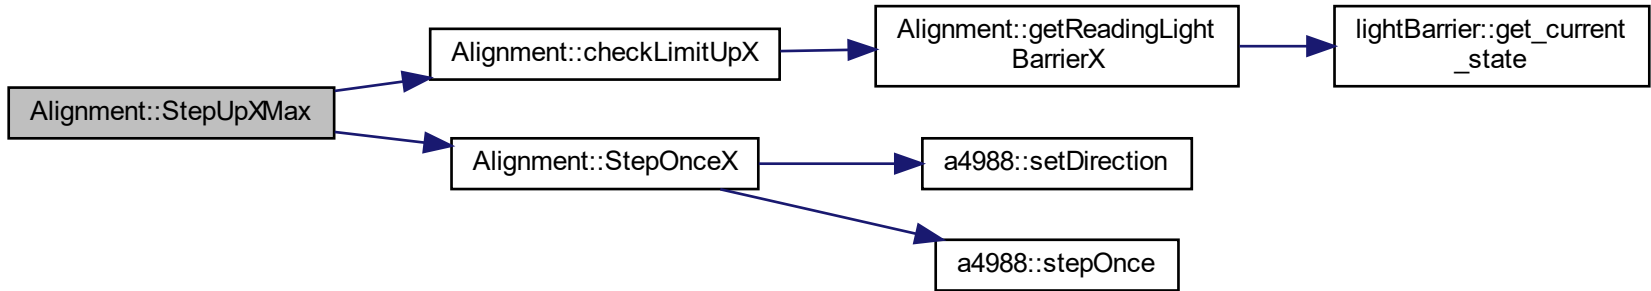 Alignment::StepUpXMax
Alignment::checkLimitUpX
Alignment::getReadingLight
BarrierX
lightBarrier::get_current
_state
Alignment::StepOnceX
a4988::setDirection
a4988::stepOnce